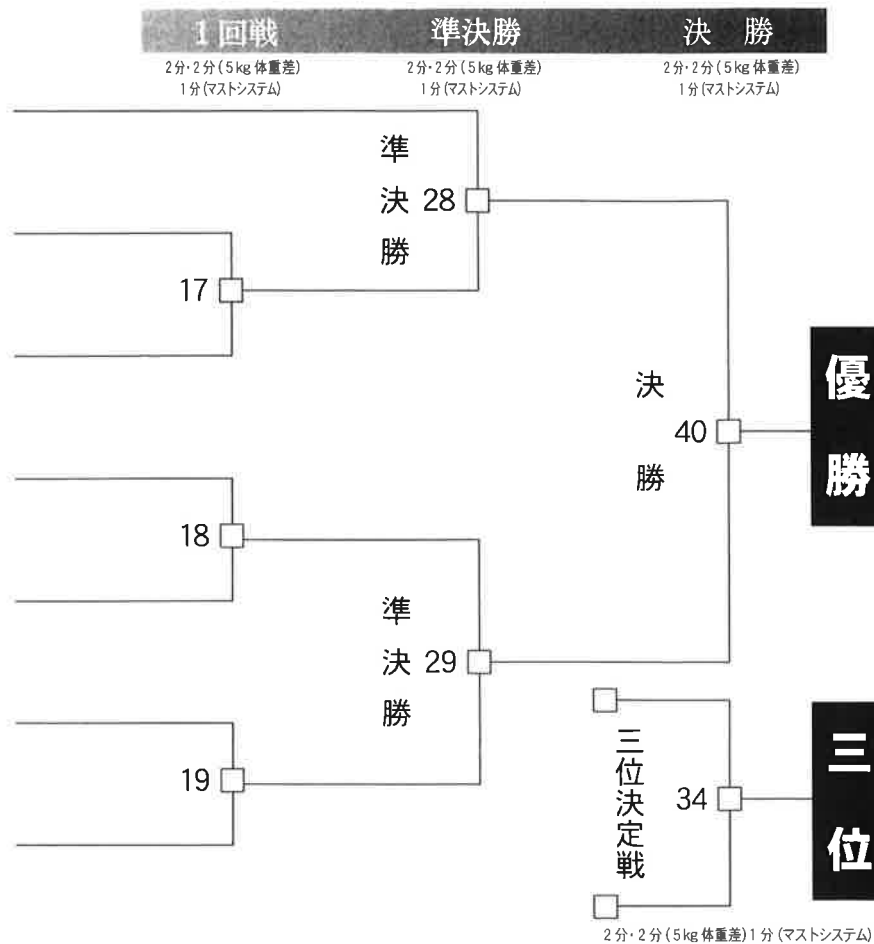 1回戦 準決勝 決勝
2分・2分(5kg体重差) 2分・2分(5kg体重差) 2分・2分(5kg体重差)
1分(マストシステム) 1分(マストシステム) 1分(マストシステム)
準決勝
28
17
決勝
40
優勝
18
準決勝
29
19
三位決定戦
34
三位
2分・2分(5kg体重差)1分(マストシステム)